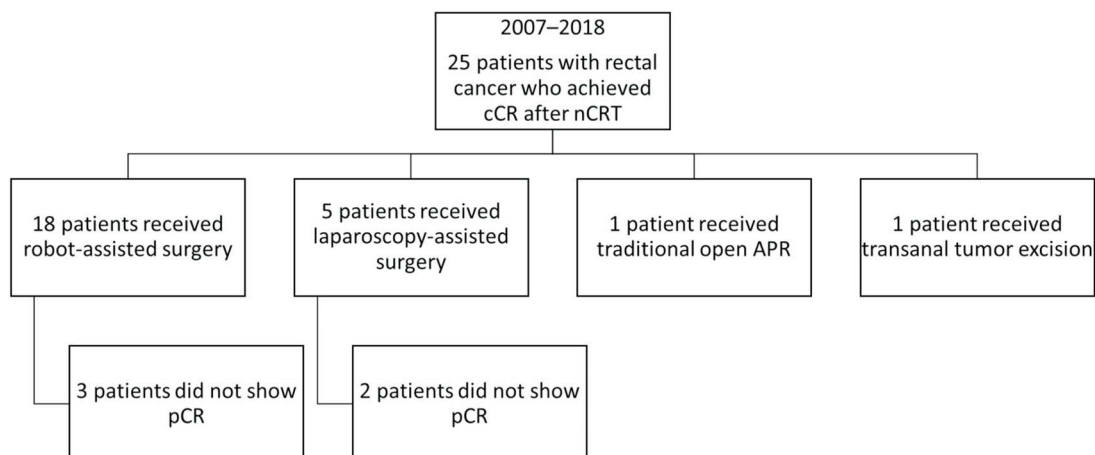 2007–2018
25 patients with rectal
cancer who achieved
cCR after nCRT
18 patients received
robot-assisted surgery
5 patients received
laparoscopy-assisted
surgery
1 patient received
traditional open APR
1 patient received
transanal tumor excision
3 patients did not show
pCR
2 patients did not show
pCR